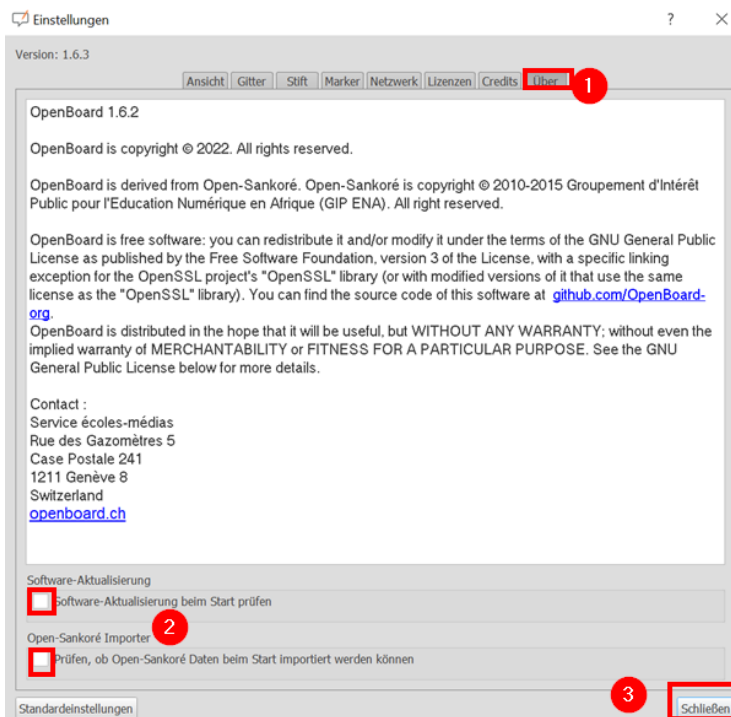 Einstellungen
Version: 1.6.3
Ansicht Gitter Stift Marker Netzwerk Lizenzen Credits Über
1
OpenBoard 1.6.2
OpenBoard is copyright © 2022. All rights reserved.
OpenBoard is derived from Open-Sankoré. Open-Sankoré is copyright © 2010-2015 Groupement d'Intérêt
Public pour l'Education Numérique en Afrique (GIP ENA). All right reserved.
OpenBoard is free software: you can redistribute it and/or modify it under the terms of the GNU General Public
License as published by the Free Software Foundation, version 3 of the License, with a specific linking
exception for the OpenSSL project's "OpenSSL" library (or with modified versions of it that use the same
license as the "OpenSSL" library). You can find the source code of this software at github.com/OpenBoard-
org.
OpenBoard is distributed in the hope that it will be useful, but WITHOUT ANY WARRANTY; without even the
implied warranty of MERCHANTABILITY or FITNESS FOR A PARTICULAR PURPOSE. See the GNU
General Public License below for more details.
Contact :
Service écoles-médias
Rue des Gazomètres 5
Case Postale 241
1211 Genève 8
Switzerland
openboard.ch
Software-Aktualisierung
Software-Aktualisierung beim Start prüfen
2
Open-Sankoré Importer
Prüfen, ob Open-Sankoré Daten beim Start importiert werden können
3
Standardeinstellungen
Schließen